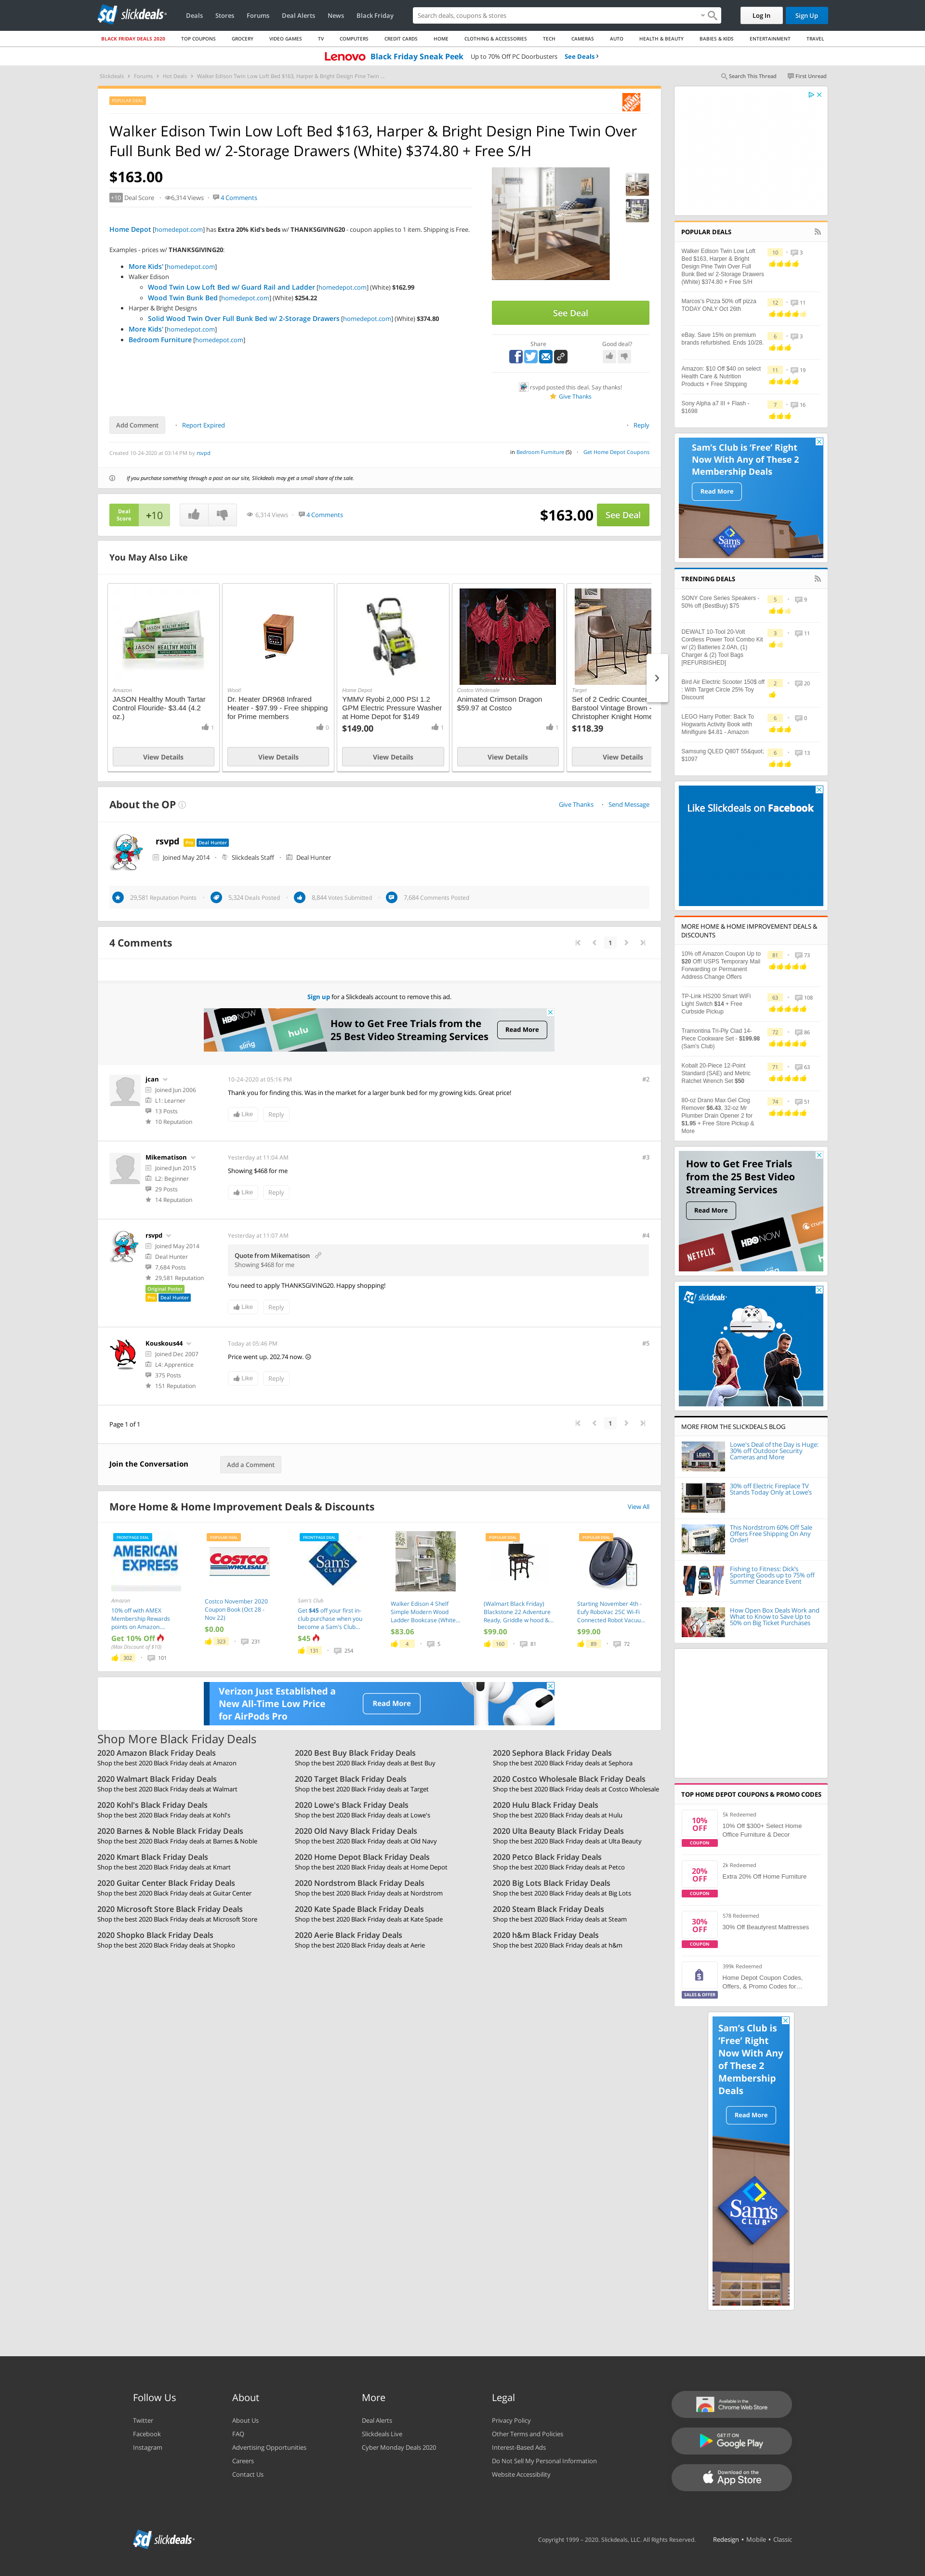 sd slickdeals
Deals Stores Forums Deal Alerts News Black Friday
Search deals, coupons & stores
Log In Sign Up
BLACK FRIDAY DEALS 2020 TOP COUPONS GROCERY VIDEO GAMES TV COMPUTERS CREDIT CARDS HOME CLOTHING & ACCESSORIES TECH CAMERAS AUTO HEALTH & BEAUTY BABIES & KIDS ENTERTAINMENT TRAVEL
Lenovo Black Friday Sneak Peek Up to 70% Off PC Doorbusters See Deals
Slickdeals Forums Hot Deals Walker Edison Twin Low Loft Bed $163, Harper & Bright Design Pine Twin ...
Search This Thread First Unread
POPULAR DEAL
Walker Edison Twin Low Loft Bed $163, Harper & Bright Design Pine Twin Over
Full Bunk Bed w/ 2-Storage Drawers (White) $374.80 + Free S/H
$163.00
+10 Deal Score 6,314 Views 4 Comments
Home Depot [homedepot.com] has Extra 20% Kid's beds w/ THANKSGIVING20 - coupon applies to 1 item. Shipping is Free.
Examples - prices w/ THANKSGIVING20:
More Kids' [homedepot.com]
Walker Edison
Wood Twin Low Loft Bed w/ Guard Rail and Ladder [homedepot.com] (White) $162.99
Wood Twin Bunk Bed [homedepot.com] (White) $254.22
Harper & Bright Designs
Solid Wood Twin Over Full Bunk Bed w/ 2-Storage Drawers [homedepot.com] (White) $374.80
More Kids' [homedepot.com]
Bedroom Furniture [homedepot.com]
See Deal
Share Good deal?
rsvpd posted this deal. Say thanks!
Give Thanks
Add Comment Report Expired Reply
Created 10-24-2020 at 03:14 PM by rsvpd
in Bedroom Furniture (5) Get Home Depot Coupons
If you purchase something through a post on our site, Slickdeals may get a small share of the sale.
Deal Score +10 6,314 Views 4 Comments $163.00 See Deal
You May Also Like
Amazon
JASON Healthy Mouth Tartar
Control Flouride- $3.44 (4.2
oz.)
1
View Details
Woot!
Dr. Heater DR968 Infrared
Heater - $97.99 - Free shipping
for Prime members
0
View Details
Home Depot
YMMV Ryobi 2,000 PSI 1.2
GPM Electric Pressure Washer
at Home Depot for $149
$149.00
1
View Details
Costco Wholesale
Animated Crimson Dragon
$59.97 at Costco
1
View Details
Target
Set of 2 Cedric Counter
Barstool Vintage Brown -
Christopher Knight Home
$118.39
View Details
About the OP
Give Thanks Send Message
rsvpd Pro Deal Hunter
Joined May 2014 Slickdeals Staff Deal Hunter
29,581 Reputation Points 5,324 Deals Posted 8,844 Votes Submitted 7,684 Comments Posted
4 Comments
1
Sign up for a Slickdeals account to remove this ad.
HBO NOW hulu
How to Get Free Trials from the
25 Best Video Streaming Services
Read More
jcan
Joined Jun 2006
L1: Learner
13 Posts
10 Reputation
10-24-2020 at 05:16 PM #2
Thank you for finding this. Was in the market for a larger bunk bed for my growing kids. Great price!
Like Reply
Mikematison
Joined Jun 2015
L2: Beginner
29 Posts
14 Reputation
Yesterday at 11:04 AM #3
Showing $468 for me
Like Reply
rsvpd
Joined May 2014
Deal Hunter
7,684 Posts
29,581 Reputation
Original Poster
Pro Deal Hunter
Yesterday at 11:07 AM #4
Quote from Mikematison
Showing $468 for me
You need to apply THANKSGIVING20. Happy shopping!
Like Reply
Kouskous44
Joined Dec 2007
L4: Apprentice
375 Posts
151 Reputation
Today at 05:46 PM #5
Price went up. 202.74 now.
Like Reply
Page 1 of 1
1
Join the Conversation Add a Comment
More Home & Home Improvement Deals & Discounts View All
FRONTPAGE DEAL
AMERICAN
EXPRESS
Amazon
10% off with AMEX
Membership Rewards
points on Amazon....
Get 10% Off
(Max Discount of $10)
302 101
POPULAR DEAL
COSTCO
WHOLESALE
Costco November 2020
Coupon Book (Oct 28 -
Nov 22)
$0.00
323 231
FRONTPAGE DEAL
Sam's
CLUB
Sam's Club
Get $45 off your first in-
club purchase when you
become a Sam's Club...
$45
131 254
Walker Edison 4 Shelf
Simple Modern Wood
Ladder Bookcase (White...
$83.06
4 5
POPULAR DEAL
(Walmart Black Friday)
Blackstone 22 Adventure
Ready, Griddle w hood &...
$99.00
160 81
POPULAR DEAL
Starting November 4th -
Eufy RoboVac 25C Wi-Fi
Connected Robot Vacuu...
$99.00
89 72
Verizon Just Established a
New All-Time Low Price
for AirPods Pro
Read More
Shop More Black Friday Deals
2020 Amazon Black Friday Deals
Shop the best 2020 Black Friday deals at Amazon
2020 Walmart Black Friday Deals
Shop the best 2020 Black Friday deals at Walmart
2020 Kohl's Black Friday Deals
Shop the best 2020 Black Friday deals at Kohl's
2020 Barnes & Noble Black Friday Deals
Shop the best 2020 Black Friday deals at Barnes & Noble
2020 Kmart Black Friday Deals
Shop the best 2020 Black Friday deals at Kmart
2020 Guitar Center Black Friday Deals
Shop the best 2020 Black Friday deals at Guitar Center
2020 Microsoft Store Black Friday Deals
Shop the best 2020 Black Friday deals at Microsoft Store
2020 Shopko Black Friday Deals
Shop the best 2020 Black Friday deals at Shopko
2020 Best Buy Black Friday Deals
Shop the best 2020 Black Friday deals at Best Buy
2020 Target Black Friday Deals
Shop the best 2020 Black Friday deals at Target
2020 Lowe's Black Friday Deals
Shop the best 2020 Black Friday deals at Lowe's
2020 Old Navy Black Friday Deals
Shop the best 2020 Black Friday deals at Old Navy
2020 Home Depot Black Friday Deals
Shop the best 2020 Black Friday deals at Home Depot
2020 Nordstrom Black Friday Deals
Shop the best 2020 Black Friday deals at Nordstrom
2020 Kate Spade Black Friday Deals
Shop the best 2020 Black Friday deals at Kate Spade
2020 Aerie Black Friday Deals
Shop the best 2020 Black Friday deals at Aerie
2020 Sephora Black Friday Deals
Shop the best 2020 Black Friday deals at Sephora
2020 Costco Wholesale Black Friday Deals
Shop the best 2020 Black Friday deals at Costco Wholesale
2020 Hulu Black Friday Deals
Shop the best 2020 Black Friday deals at Hulu
2020 Ulta Beauty Black Friday Deals
Shop the best 2020 Black Friday deals at Ulta Beauty
2020 Petco Black Friday Deals
Shop the best 2020 Black Friday deals at Petco
2020 Big Lots Black Friday Deals
Shop the best 2020 Black Friday deals at Big Lots
2020 Steam Black Friday Deals
Shop the best 2020 Black Friday deals at Steam
2020 h&m Black Friday Deals
Shop the best 2020 Black Friday deals at h&m
POPULAR DEALS
Walker Edison Twin Low Loft
Bed $163, Harper & Bright
Design Pine Twin Over Full
Bunk Bed w/ 2-Storage Drawers
(White) $374.80 + Free S/H
10 3
Marcos's Pizza 50% off pizza
TODAY ONLY Oct 26th
12 11
eBay. Save 15% on premium
brands refurbished. Ends 10/28.
6 3
Amazon: $10 Off $40 on select
Health Care & Nutrition
Products + Free Shipping
11 19
Sony Alpha a7 III + Flash -
$1698
7 16
Sam's Club is 'Free' Right
Now With Any of These 2
Membership Deals
Read More
Sam's
TRENDING DEALS
SONY Core Series Speakers -
50% off (BestBuy) $75
5 9
DEWALT 10-Tool 20-Volt
Cordless Power Tool Combo Kit
w/ (2) Batteries 2.0Ah, (1)
Charger & (2) Tool Bags
[REFURBISHED]
3 11
Bird Air Electric Scooter 150$ off
: With Target Circle 25% Toy
Discount
2 20
LEGO Harry Potter: Back To
Hogwarts Activity Book with
Minifigure $4.81 - Amazon
6 0
Samsung QLED Q80T 55&quot;
$1097
6 13
Like Slickdeals on Facebook
MORE HOME & HOME IMPROVEMENT DEALS &
DISCOUNTS
10% off Amazon Coupon Up to
$20 Off! USPS Temporary Mail
Forwarding or Permanent
Address Change Offers
81 73
TP-Link HS200 Smart WiFi
Light Switch $14 + Free
Curbside Pickup
63 108
Tramontina Tri-Ply Clad 14-
Piece Cookware Set - $199.98
(Sam's Club)
72 86
Kobalt 20-Piece 12-Point
Standard (SAE) and Metric
Ratchet Wrench Set $50
71 63
80-oz Drano Max Gel Clog
Remover $6.43, 32-oz Mr
Plumber Drain Opener 2 for
$1.95 + Free Store Pickup &
More
74 51
How to Get Free Trials
from the 25 Best Video
Streaming Services
Read More
NETFLIX HBO NOW hulu
sd slickdeals
MORE FROM THE SLICKDEALS BLOG
LOWE'S
Lowe's Deal of the Day is Huge:
30% off Outdoor Security
Cameras and More
30% off Electric Fireplace TV
Stands Today Only at Lowe's
This Nordstrom 60% Off Sale
Offers Free Shipping On Any
Order!
Fishing to Fitness: Dick's
Sporting Goods up to 75% off
Summer Clearance Event
How Open Box Deals Work and
What to Know to Save Up to
50% on Big Ticket Purchases
TOP HOME DEPOT COUPONS & PROMO CODES
10%
OFF
COUPON
5k Redeemed
10% Off $300+ Select Home
Office Furniture & Decor
20%
OFF
COUPON
2k Redeemed
Extra 20% Off Home Furniture
30%
OFF
COUPON
578 Redeemed
30% Off Beautyrest Mattresses
SALES & OFFER
399k Redeemed
Home Depot Coupon Codes,
Offers, & Promo Codes for...
Sam's Club is
'Free' Right
Now With Any
of These 2
Membership
Deals
Read More
Sam's
CLUB
Follow Us
Twitter
Facebook
Instagram
About
About Us
FAQ
Advertising Opportunities
Careers
Contact Us
More
Deal Alerts
Slickdeals Live
Cyber Monday Deals 2020
Legal
Privacy Policy
Other Terms and Policies
Interest-Based Ads
Do Not Sell My Personal Information
Website Accessibility
Available in the
Chrome Web Store
GET IT ON
Google Play
Download on the
App Store
sd slickdeals
Copyright 1999 - 2020. Slickdeals, LLC. All Rights Reserved. Redesign • Mobile • Classic